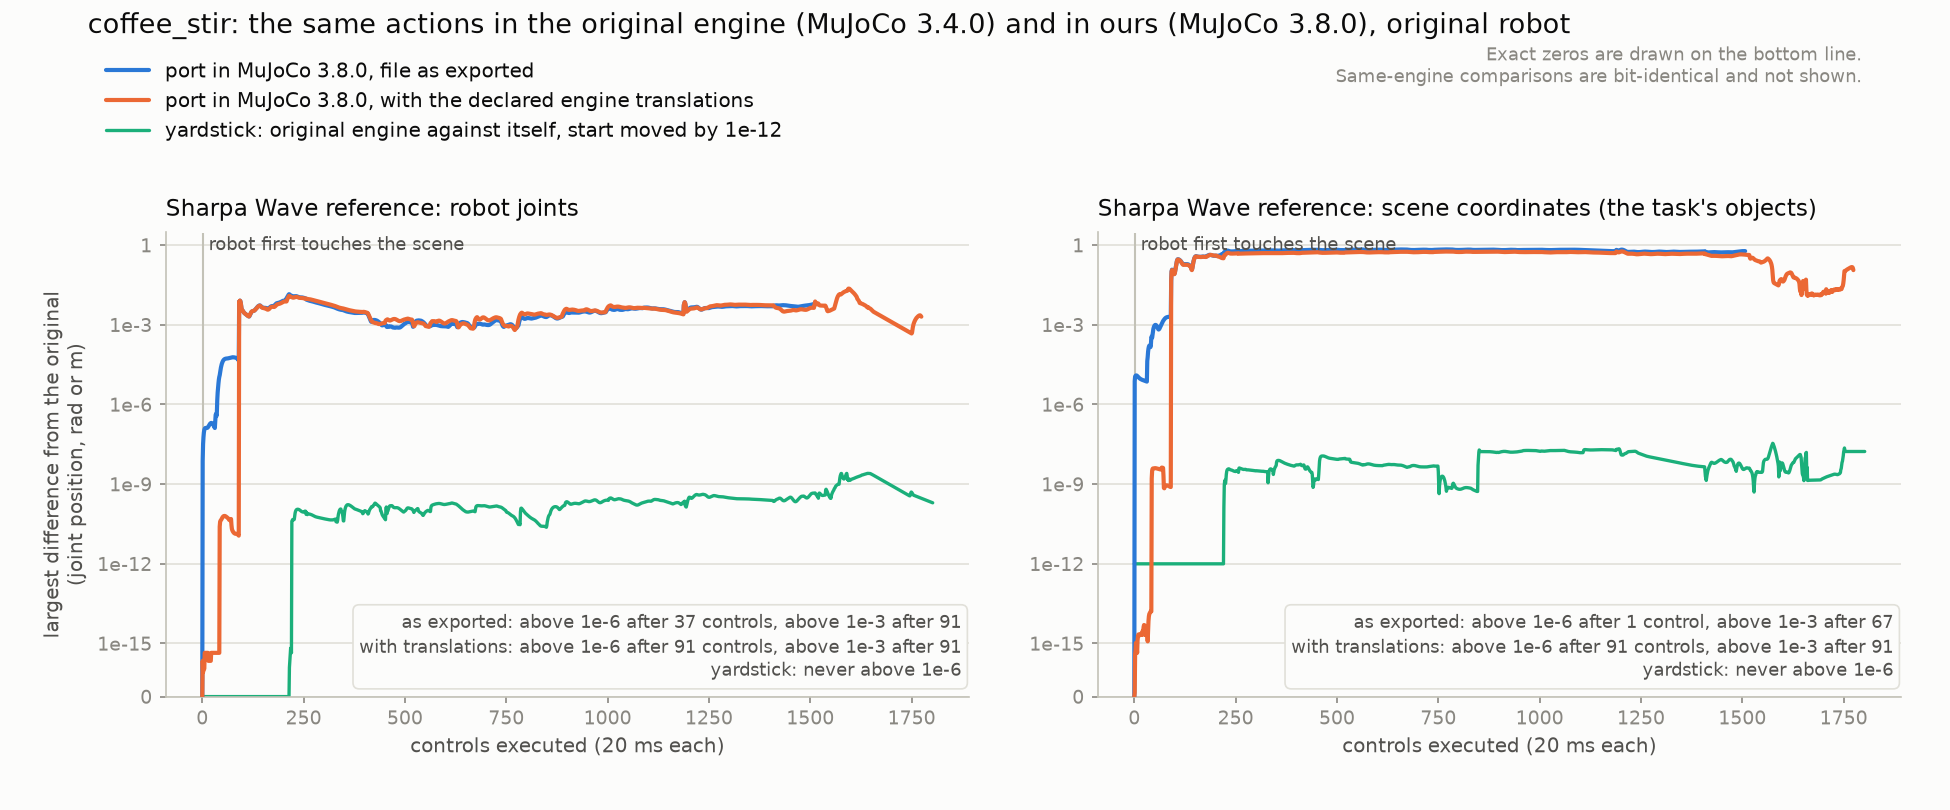 coffee_stir: the same actions in the original engine (MuJoCo 3.4.0) and in ours (MuJoCo 3.8.0), original robot
Exact zeros are drawn on the bottom line.
Same-engine comparisons are bit-identical and not shown.
port in MuJoCo 3.8.0, file as exported
port in MuJoCo 3.8.0, with the declared engine translations
yardstick: original engine against itself, start moved by 1e-12
Sharpa Wave reference: robot joints
robot first touches the scene
largest difference from the original
(joint position, rad or m)
1
1e-3
1e-6
1e-9
1e-12
1e-15
0
as exported: above 1e-6 after 37 controls, above 1e-3 after 91
with translations: above 1e-6 after 91 controls, above 1e-3 after 91
yardstick: never above 1e-6
0 250 500 750 1000 1250 1500 1750
controls executed (20 ms each)
Sharpa Wave reference: scene coordinates (the task's objects)
robot first touches the scene
1
1e-3
1e-6
1e-9
1e-12
1e-15
0
as exported: above 1e-6 after 1 control, above 1e-3 after 67
with translations: above 1e-6 after 91 controls, above 1e-3 after 91
yardstick: never above 1e-6
0 250 500 750 1000 1250 1500 1750
controls executed (20 ms each)